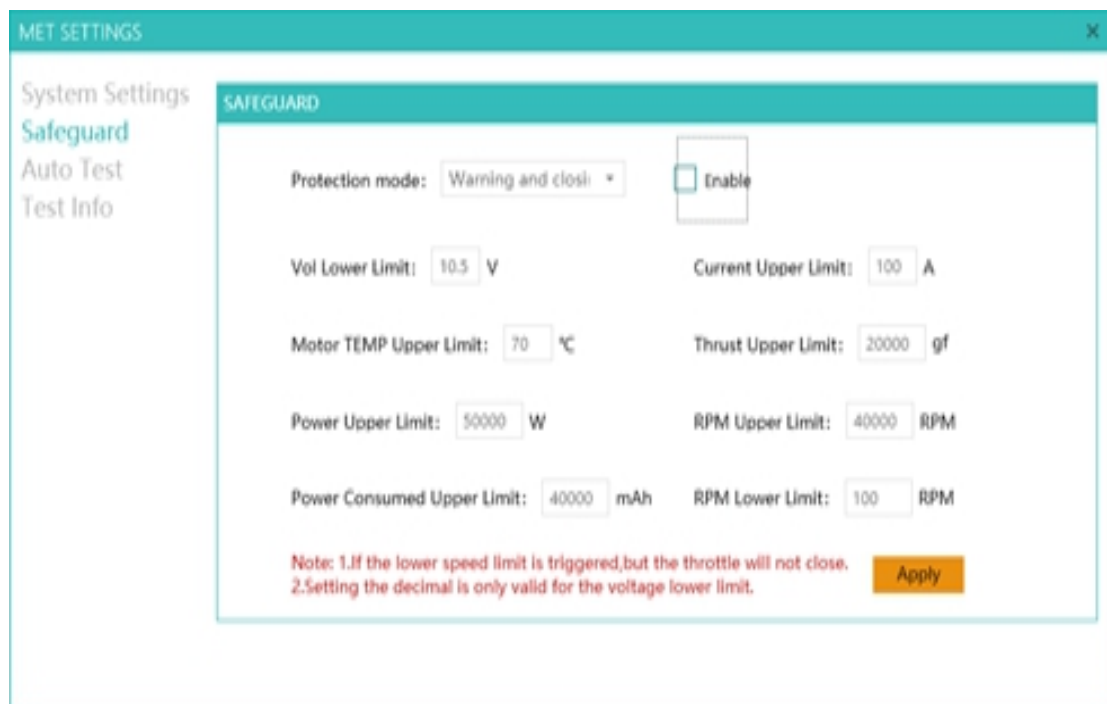 MET SETTINGS
System Settings
Safeguard
Auto Test
Test Info
SAFEGUARD
Protection mode: Warning and closi Enable
Vol Lower Limit: 10.5 V Current Upper Limit: 100 A
Motor TEMP Upper Limit: 70 ℃ Thrust Upper Limit: 20000 gf
Power Upper Limit: 50000 W RPM Upper Limit: 40000 RPM
Power Consumed Upper Limit: 40000 mAh RPM Lower Limit: 100 RPM
Note: 1.If the lower speed limit is triggered,but the throttle will not close.
2.Setting the decimal is only valid for the voltage lower limit.
Apply